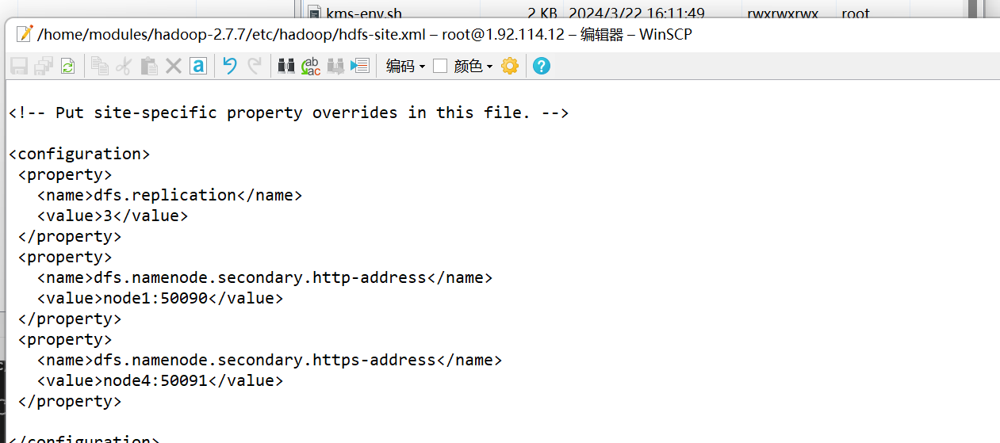 kms-env.sh 2 KB 2024/3/22 16:11:49 rwxrwxrwx root
/home/modules/hadoop-2.7.7/etc/hadoop/hdfs-site.xml – root@1.92.114.12 – 编辑器 – WinSCP
编码 颜色
<!-- Put site-specific property overrides in this file. -->
<configuration>
<property>
<name>dfs.replication</name>
<value>3</value>
</property>
<property>
<name>dfs.namenode.secondary.http-address</name>
<value>node1:50090</value>
</property>
<property>
<name>dfs.namenode.secondary.https-address</name>
<value>node4:50091</value>
</property>
</configuration>